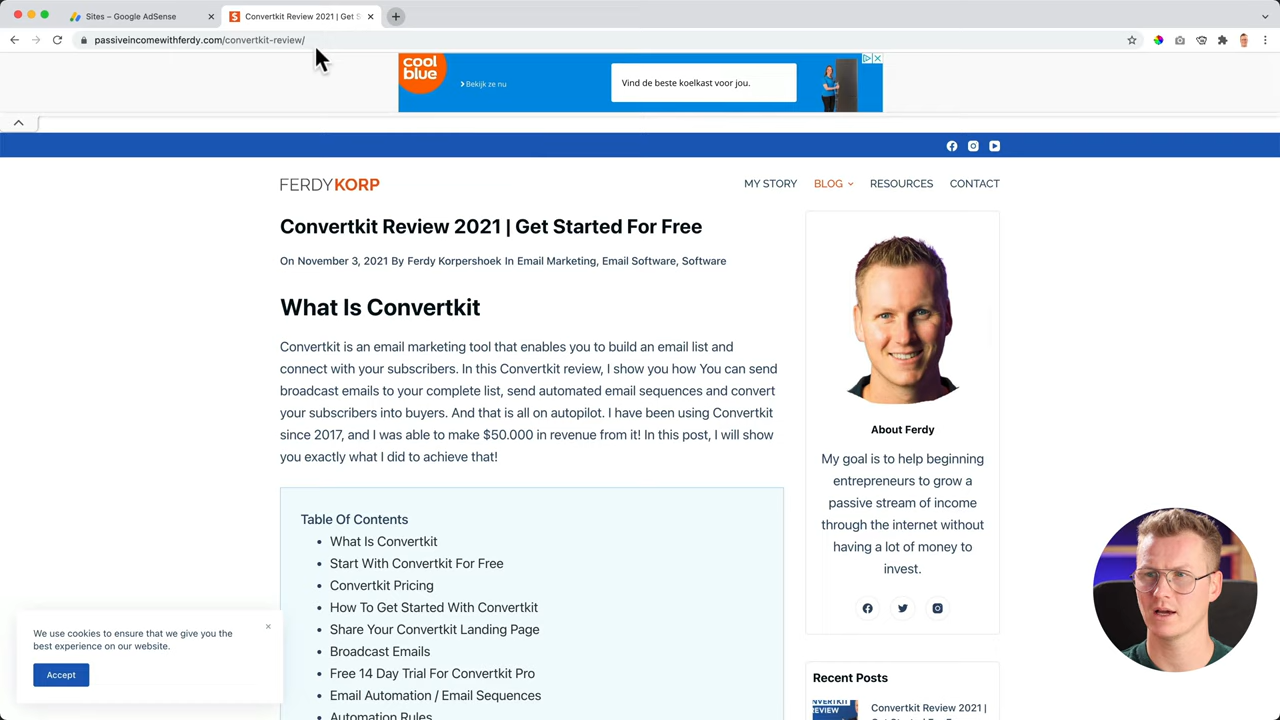 Sites – Google AdSense
Convertkit Review 2021 | Get S
passiveincomewithferdy.com/convertkit-review/
cool
blue
Bekijk ze nu
Vind de beste koelkast voor jou.
FERDYKORP
MY STORY
BLOG
RESOURCES
CONTACT
Convertkit Review 2021 | Get Started For Free
On November 3, 2021 By Ferdy Korpershoek In Email Marketing, Email Software, Software
What Is Convertkit
Convertkit is an email marketing tool that enables you to build an email list and
connect with your subscribers. In this Convertkit review, I show you how You can send
broadcast emails to your complete list, send automated email sequences and convert
your subscribers into buyers. And that is all on autopilot. I have been using Convertkit
since 2017, and I was able to make $50.000 in revenue from it! In this post, I will show
you exactly what I did to achieve that!
Table Of Contents
What Is Convertkit
Start With Convertkit For Free
Convertkit Pricing
How To Get Started With Convertkit
Share Your Convertkit Landing Page
Broadcast Emails
Free 14 Day Trial For Convertkit Pro
Email Automation / Email Sequences
Automation Rules
About Ferdy
My goal is to help beginning
entrepreneurs to grow a
passive stream of income
through the internet without
having a lot of money to
invest.
Recent Posts
REVIEW
Convertkit Review 2021 |
We use cookies to ensure that we give you the
best experience on our website.
Accept